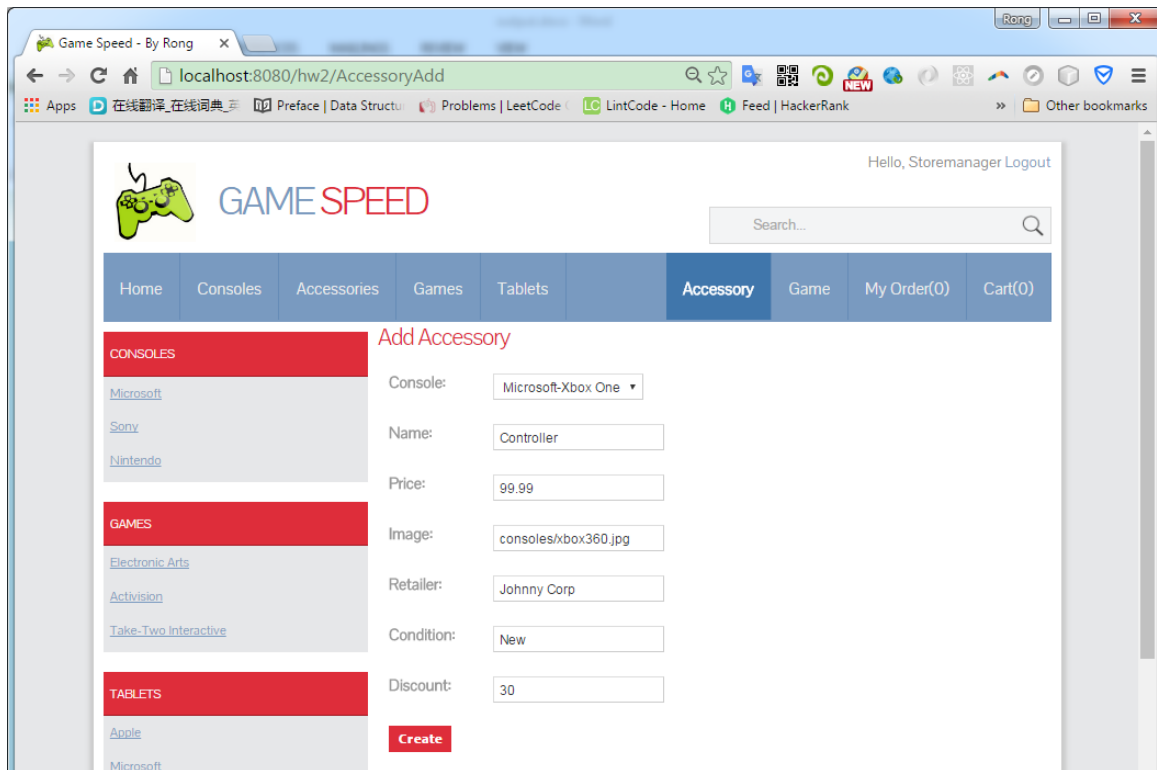 Rong
Game Speed - By Rong
localhost:8080/hw2/AccessoryAdd
NEW
Apps 在线翻译_在线词典_ Preface | Data Structu Problems | LeetCode LC LintCode - Home Feed | HackerRank » Other bookmarks
Hello, Storemanager Logout
GAME SPEED
Search...
Home Consoles Accessories Games Tablets Accessory Game My Order(0) Cart(0)
CONSOLES
Microsoft
Sony
Nintendo
GAMES
Electronic Arts
Activision
Take-Two Interactive
TABLETS
Apple
Microsoft
Add Accessory
Console: Microsoft-Xbox One
Name: Controller
Price: 99.99
Image: consoles/xbox360.jpg
Retailer: Johnny Corp
Condition: New
Discount: 30
Create